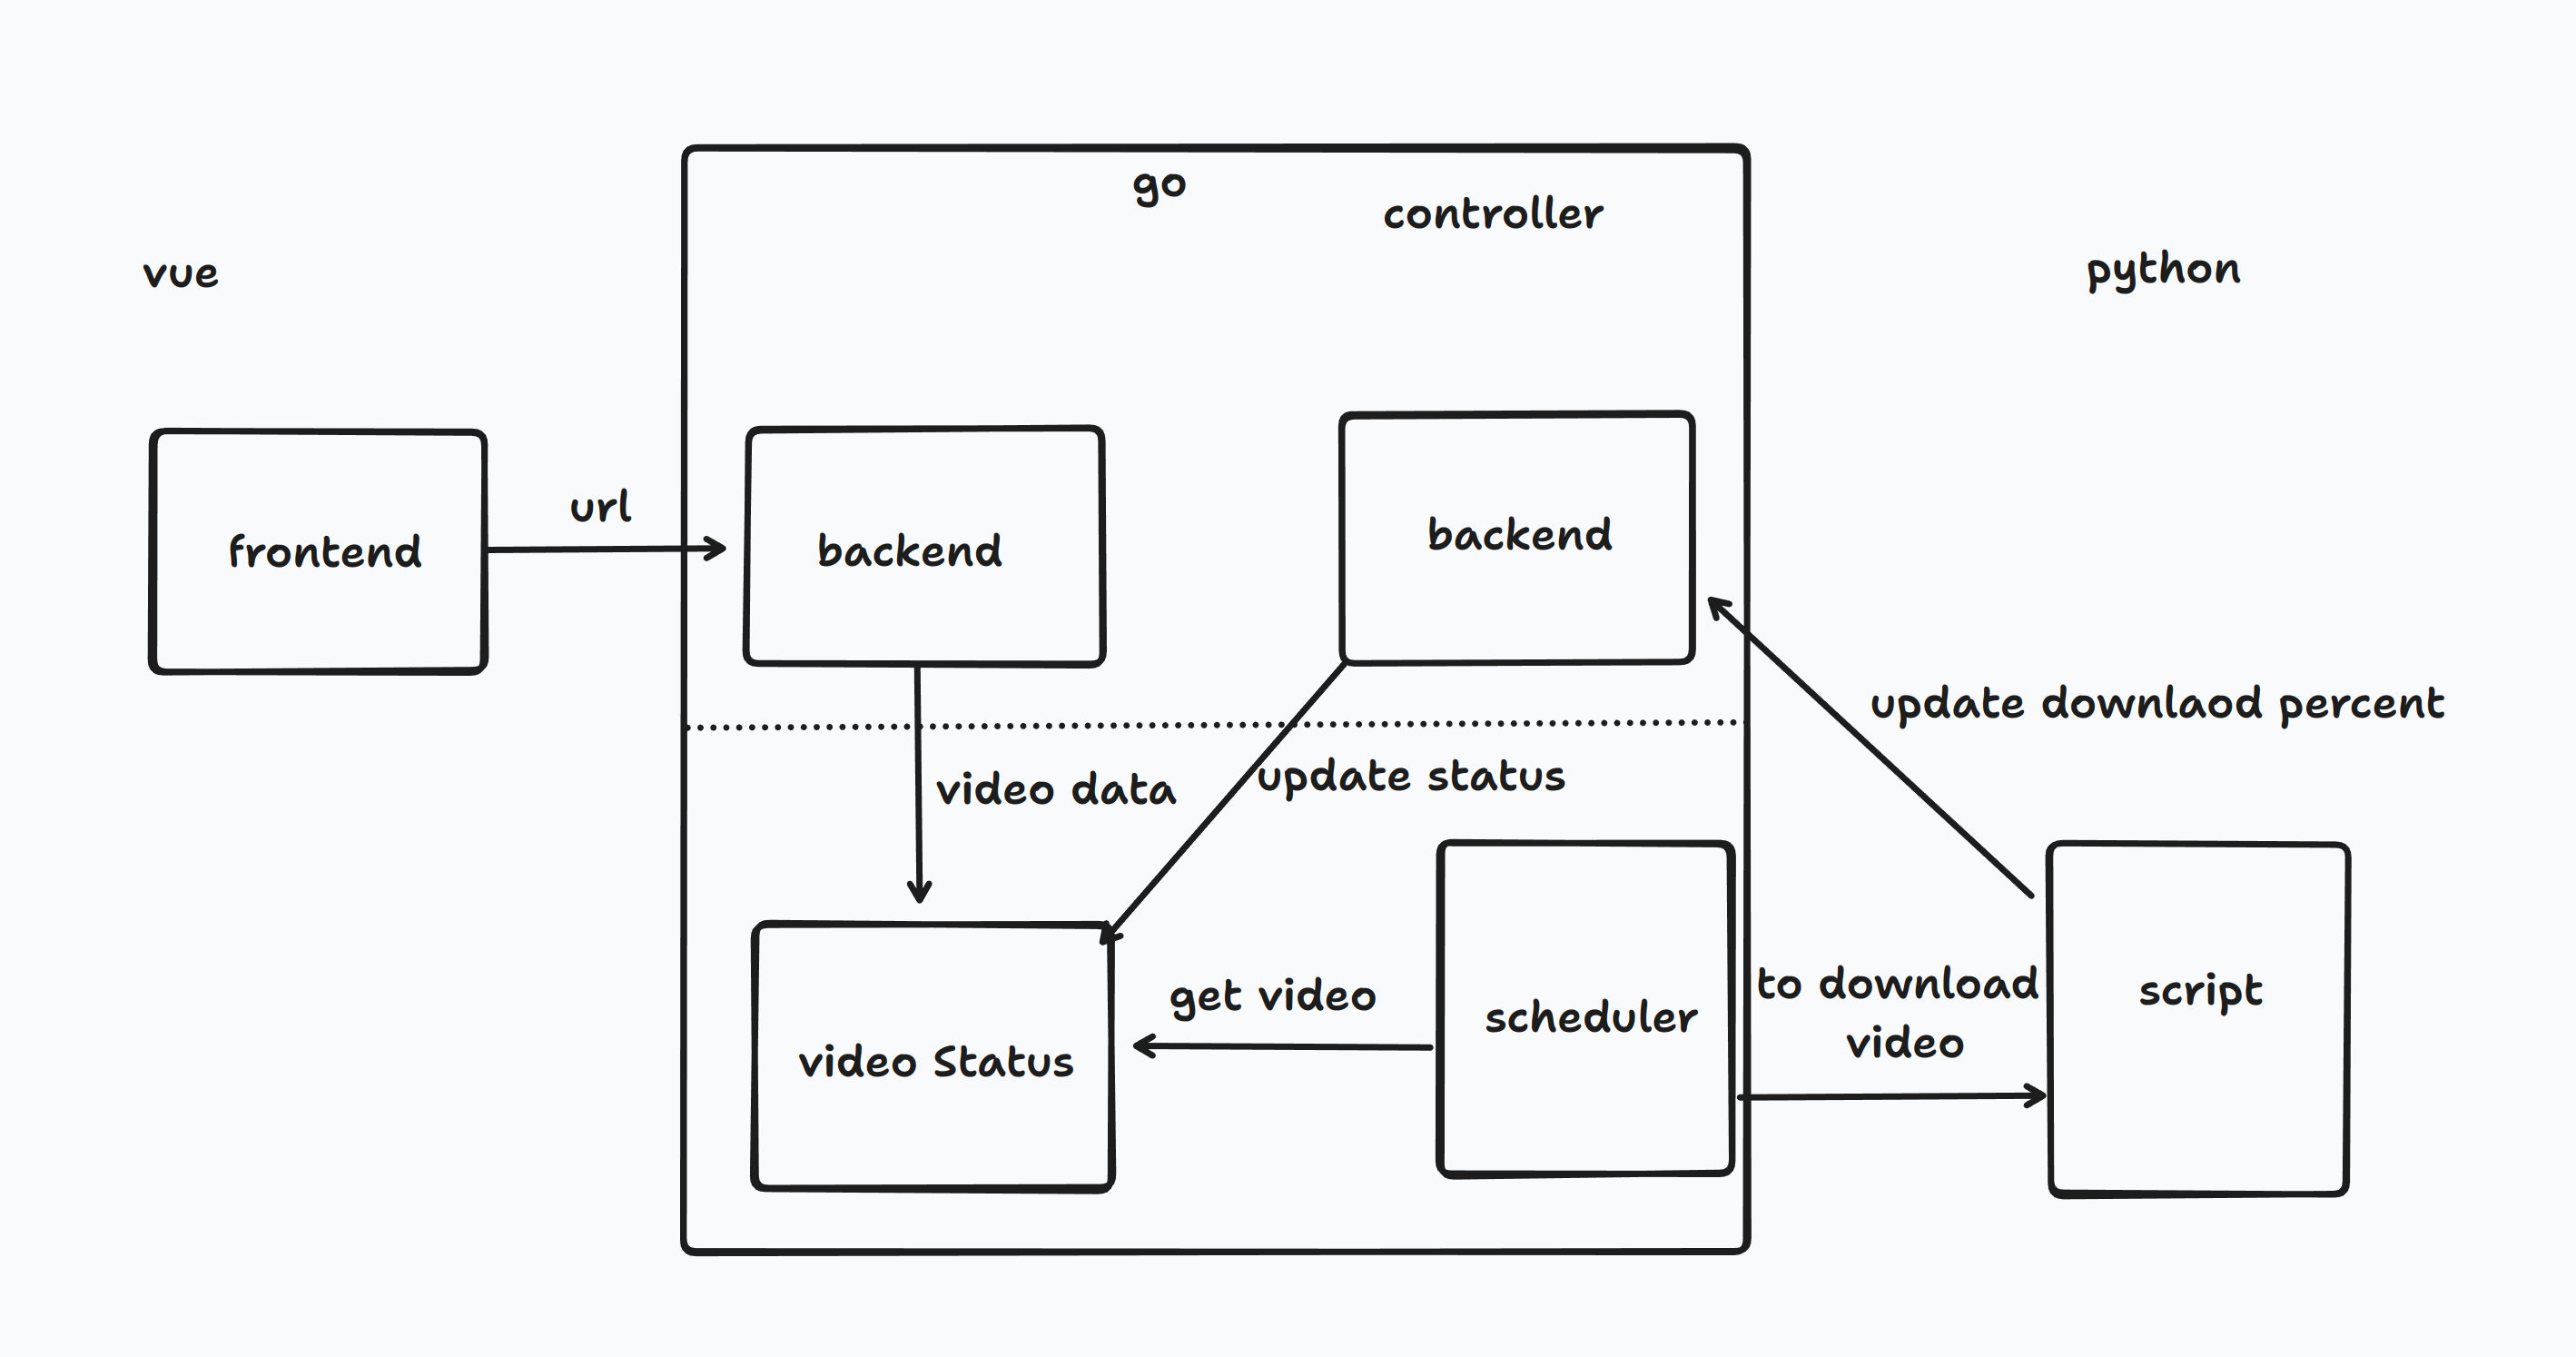 go
controller
vue
python
url
frontend
backend
backend
update downlaod percent
video data
update status
get video
to download
video
scheduler
script
video Status